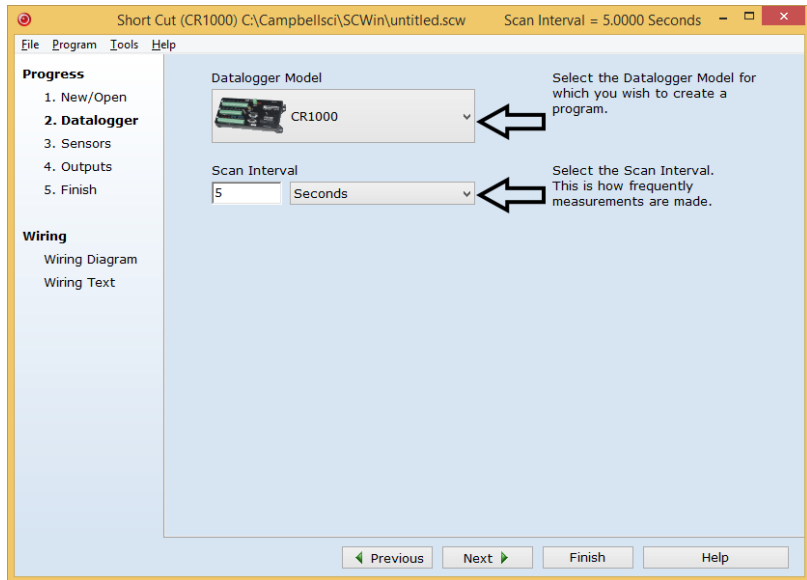 Short Cut (CR1000) C:\Campbellsci\SCWin\untitled.scw Scan Interval = 5.0000 Seconds
File Program Tools Help
Progress
1. New/Open
2. Datalogger
3. Sensors
4. Outputs
5. Finish
Wiring
Wiring Diagram
Wiring Text
Datalogger Model
CR1000
Select the Datalogger Model for
which you wish to create a
program.
Scan Interval
5 Seconds
Select the Scan Interval.
This is how frequently
measurements are made.
Previous Next Finish Help